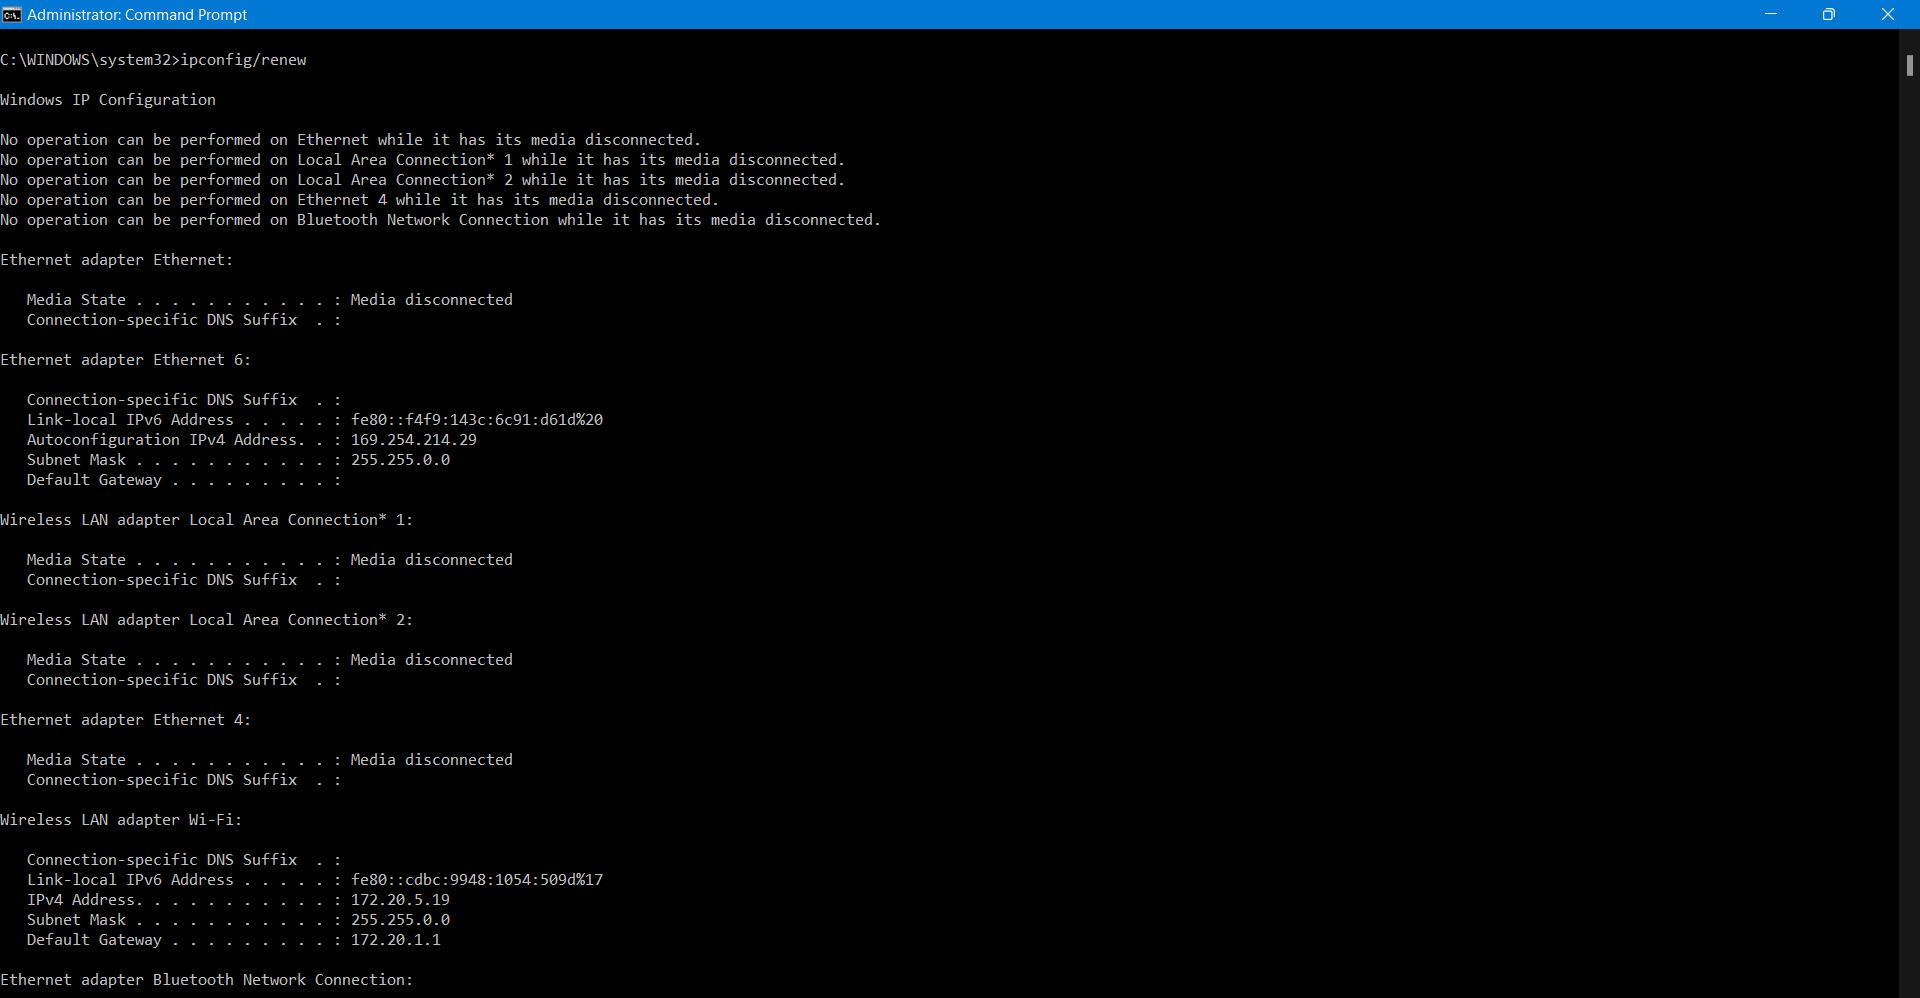 Administrator: Command Prompt
C:\WINDOWS\system32>ipconfig/renew
Windows IP Configuration
No operation can be performed on Ethernet while it has its media disconnected.
No operation can be performed on Local Area Connection* 1 while it has its media disconnected.
No operation can be performed on Local Area Connection* 2 while it has its media disconnected.
No operation can be performed on Ethernet 4 while it has its media disconnected.
No operation can be performed on Bluetooth Network Connection while it has its media disconnected.
Ethernet adapter Ethernet:
   Media State . . . . . . . . . . . : Media disconnected
   Connection-specific DNS Suffix  . :
Ethernet adapter Ethernet 6:
   Connection-specific DNS Suffix  . :
   Link-local IPv6 Address . . . . . : fe80::f4f9:143c:6c91:d61d%20
   Autoconfiguration IPv4 Address. . : 169.254.214.29
   Subnet Mask . . . . . . . . . . . : 255.255.0.0
   Default Gateway . . . . . . . . . :
Wireless LAN adapter Local Area Connection* 1:
   Media State . . . . . . . . . . . : Media disconnected
   Connection-specific DNS Suffix  . :
Wireless LAN adapter Local Area Connection* 2:
   Media State . . . . . . . . . . . : Media disconnected
   Connection-specific DNS Suffix  . :
Ethernet adapter Ethernet 4:
   Media State . . . . . . . . . . . : Media disconnected
   Connection-specific DNS Suffix  . :
Wireless LAN adapter Wi-Fi:
   Connection-specific DNS Suffix  . :
   Link-local IPv6 Address . . . . . : fe80::cdbc:9948:1054:509d%17
   IPv4 Address. . . . . . . . . . . : 172.20.5.19
   Subnet Mask . . . . . . . . . . . : 255.255.0.0
   Default Gateway . . . . . . . . . : 172.20.1.1
Ethernet adapter Bluetooth Network Connection: